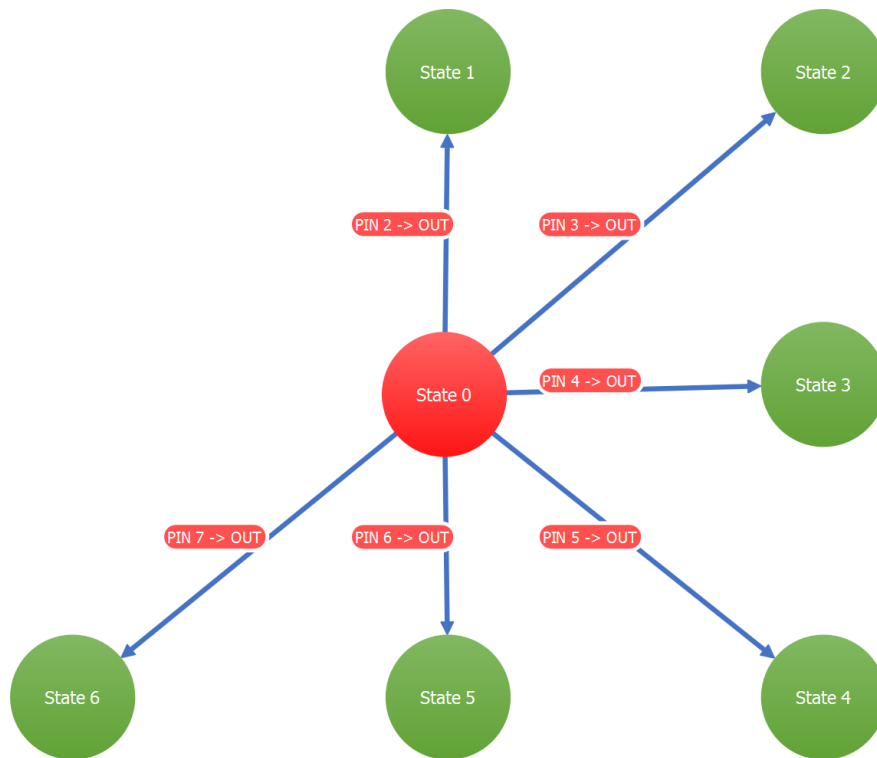 State 1
State 2
PIN 2 -> OUT
PIN 3 -> OUT
State 0
PIN 4 -> OUT
State 3
PIN 7 -> OUT
PIN 6 -> OUT
PIN 5 -> OUT
State 6
State 5
State 4